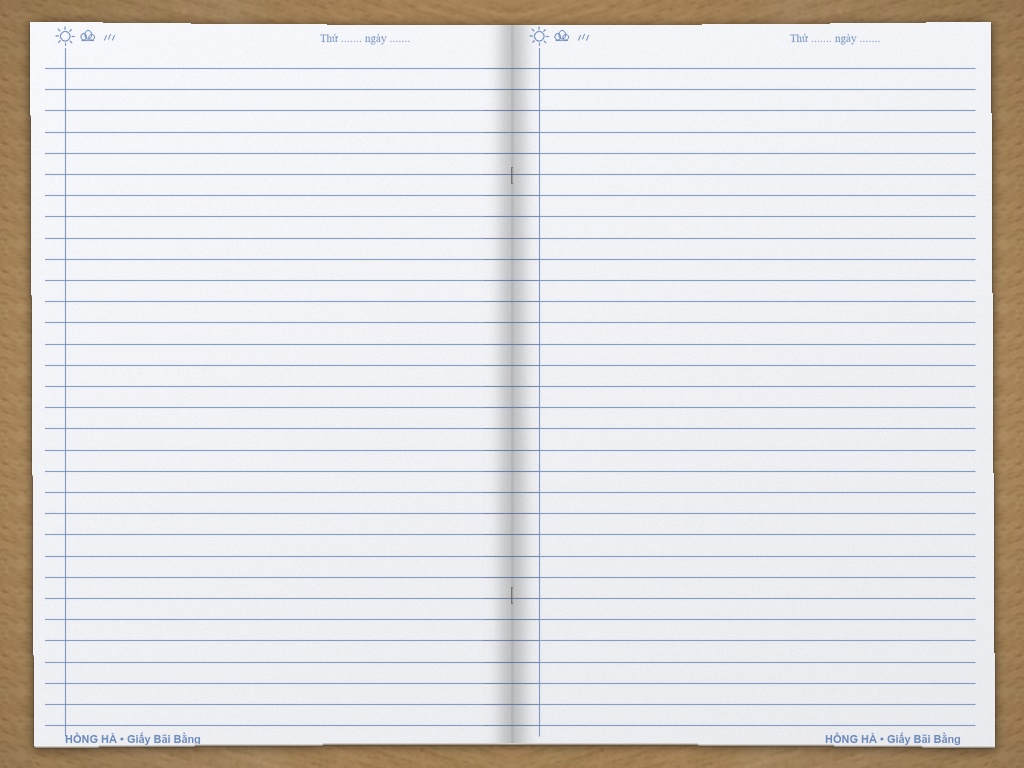 Thứ ....... ngày .......
Thứ ....... ngày .......
HỒNG HÀ • Giấy Bãi Bằng
HỒNG HÀ • Giấy Bãi Bằng